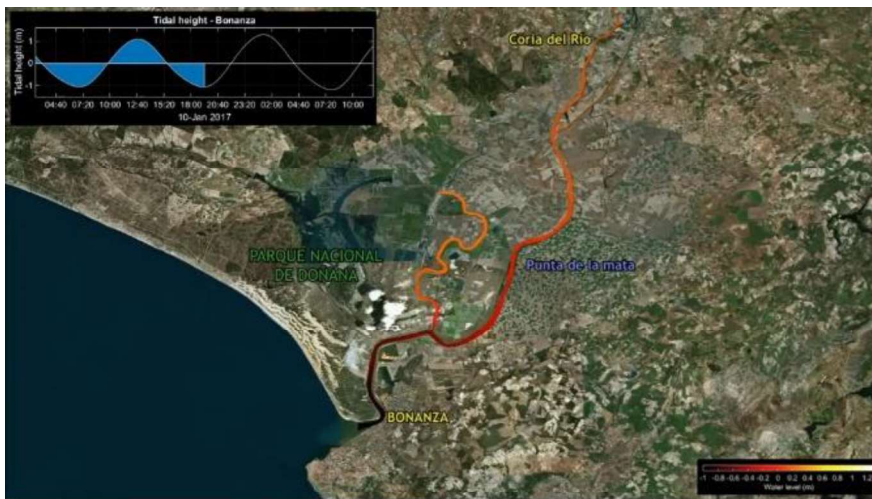 Tidal height - Bonanza
Tidal height (m)
1
0
-1
04:40 07:20 10:00 12:40 15:20 18:00 20:40 23:20 02:00 04:40 07:20 10:00
10-Jan 2017
Coria del Río
PARQUE NACIONAL
DE DOÑANA
Punta de la mata
BONANZA
-1 -0.8 -0.6 -0.4 -0.2 0 0.2 0.4 0.6 0.8 1 1.2
Water level (m)